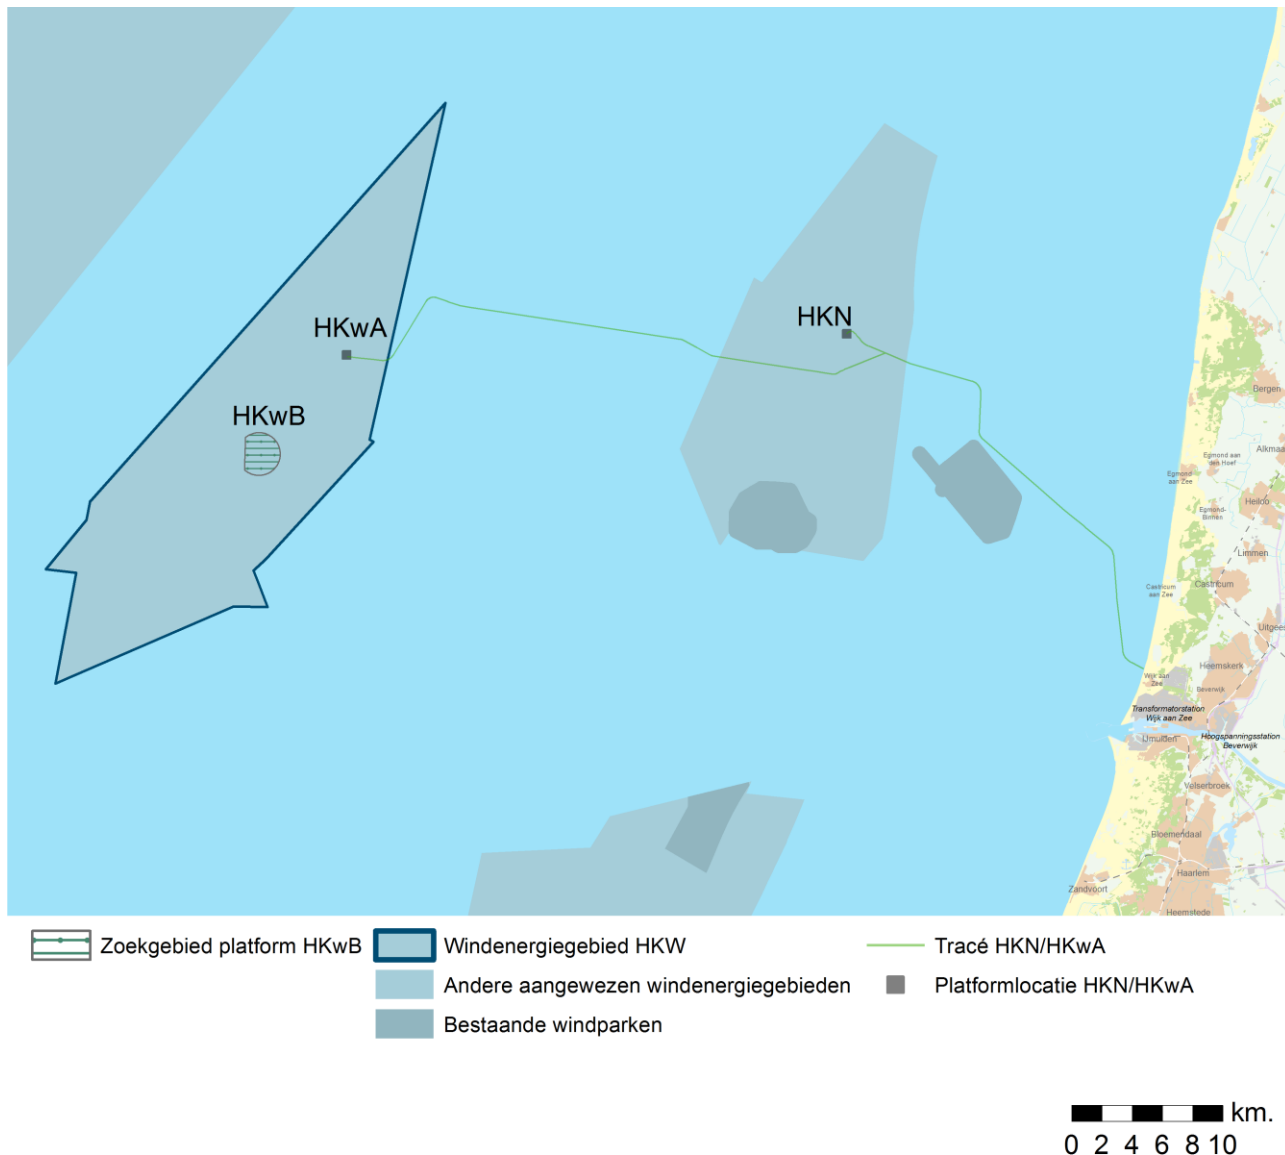 HKwA
HKN
HKwB
Bergen
Alkmaa
Egmond aan
den Hoef
Egmond
aan Zee
Heiloo
Egmond-
Binnen
Limmen
Castricum
aan Zee
Castricum
Uitgees
Heemskerk
Wijk aan
Zee
Beverwijk
Transformatorstation
Wijk aan Zee
IJmuiden
Hoogspanningsstation
Beverwijk
Velserbroek
Bloemendaal
Haarlem
Zandvoort
Heemstede
Zoekgebied platform HKwB
Windenergiegebied HKW
Tracé HKN/HKwA
Andere aangewezen windenergiegebieden
Platformlocatie HKN/HKwA
Bestaande windparken
km.
0 2 4 6 8 10